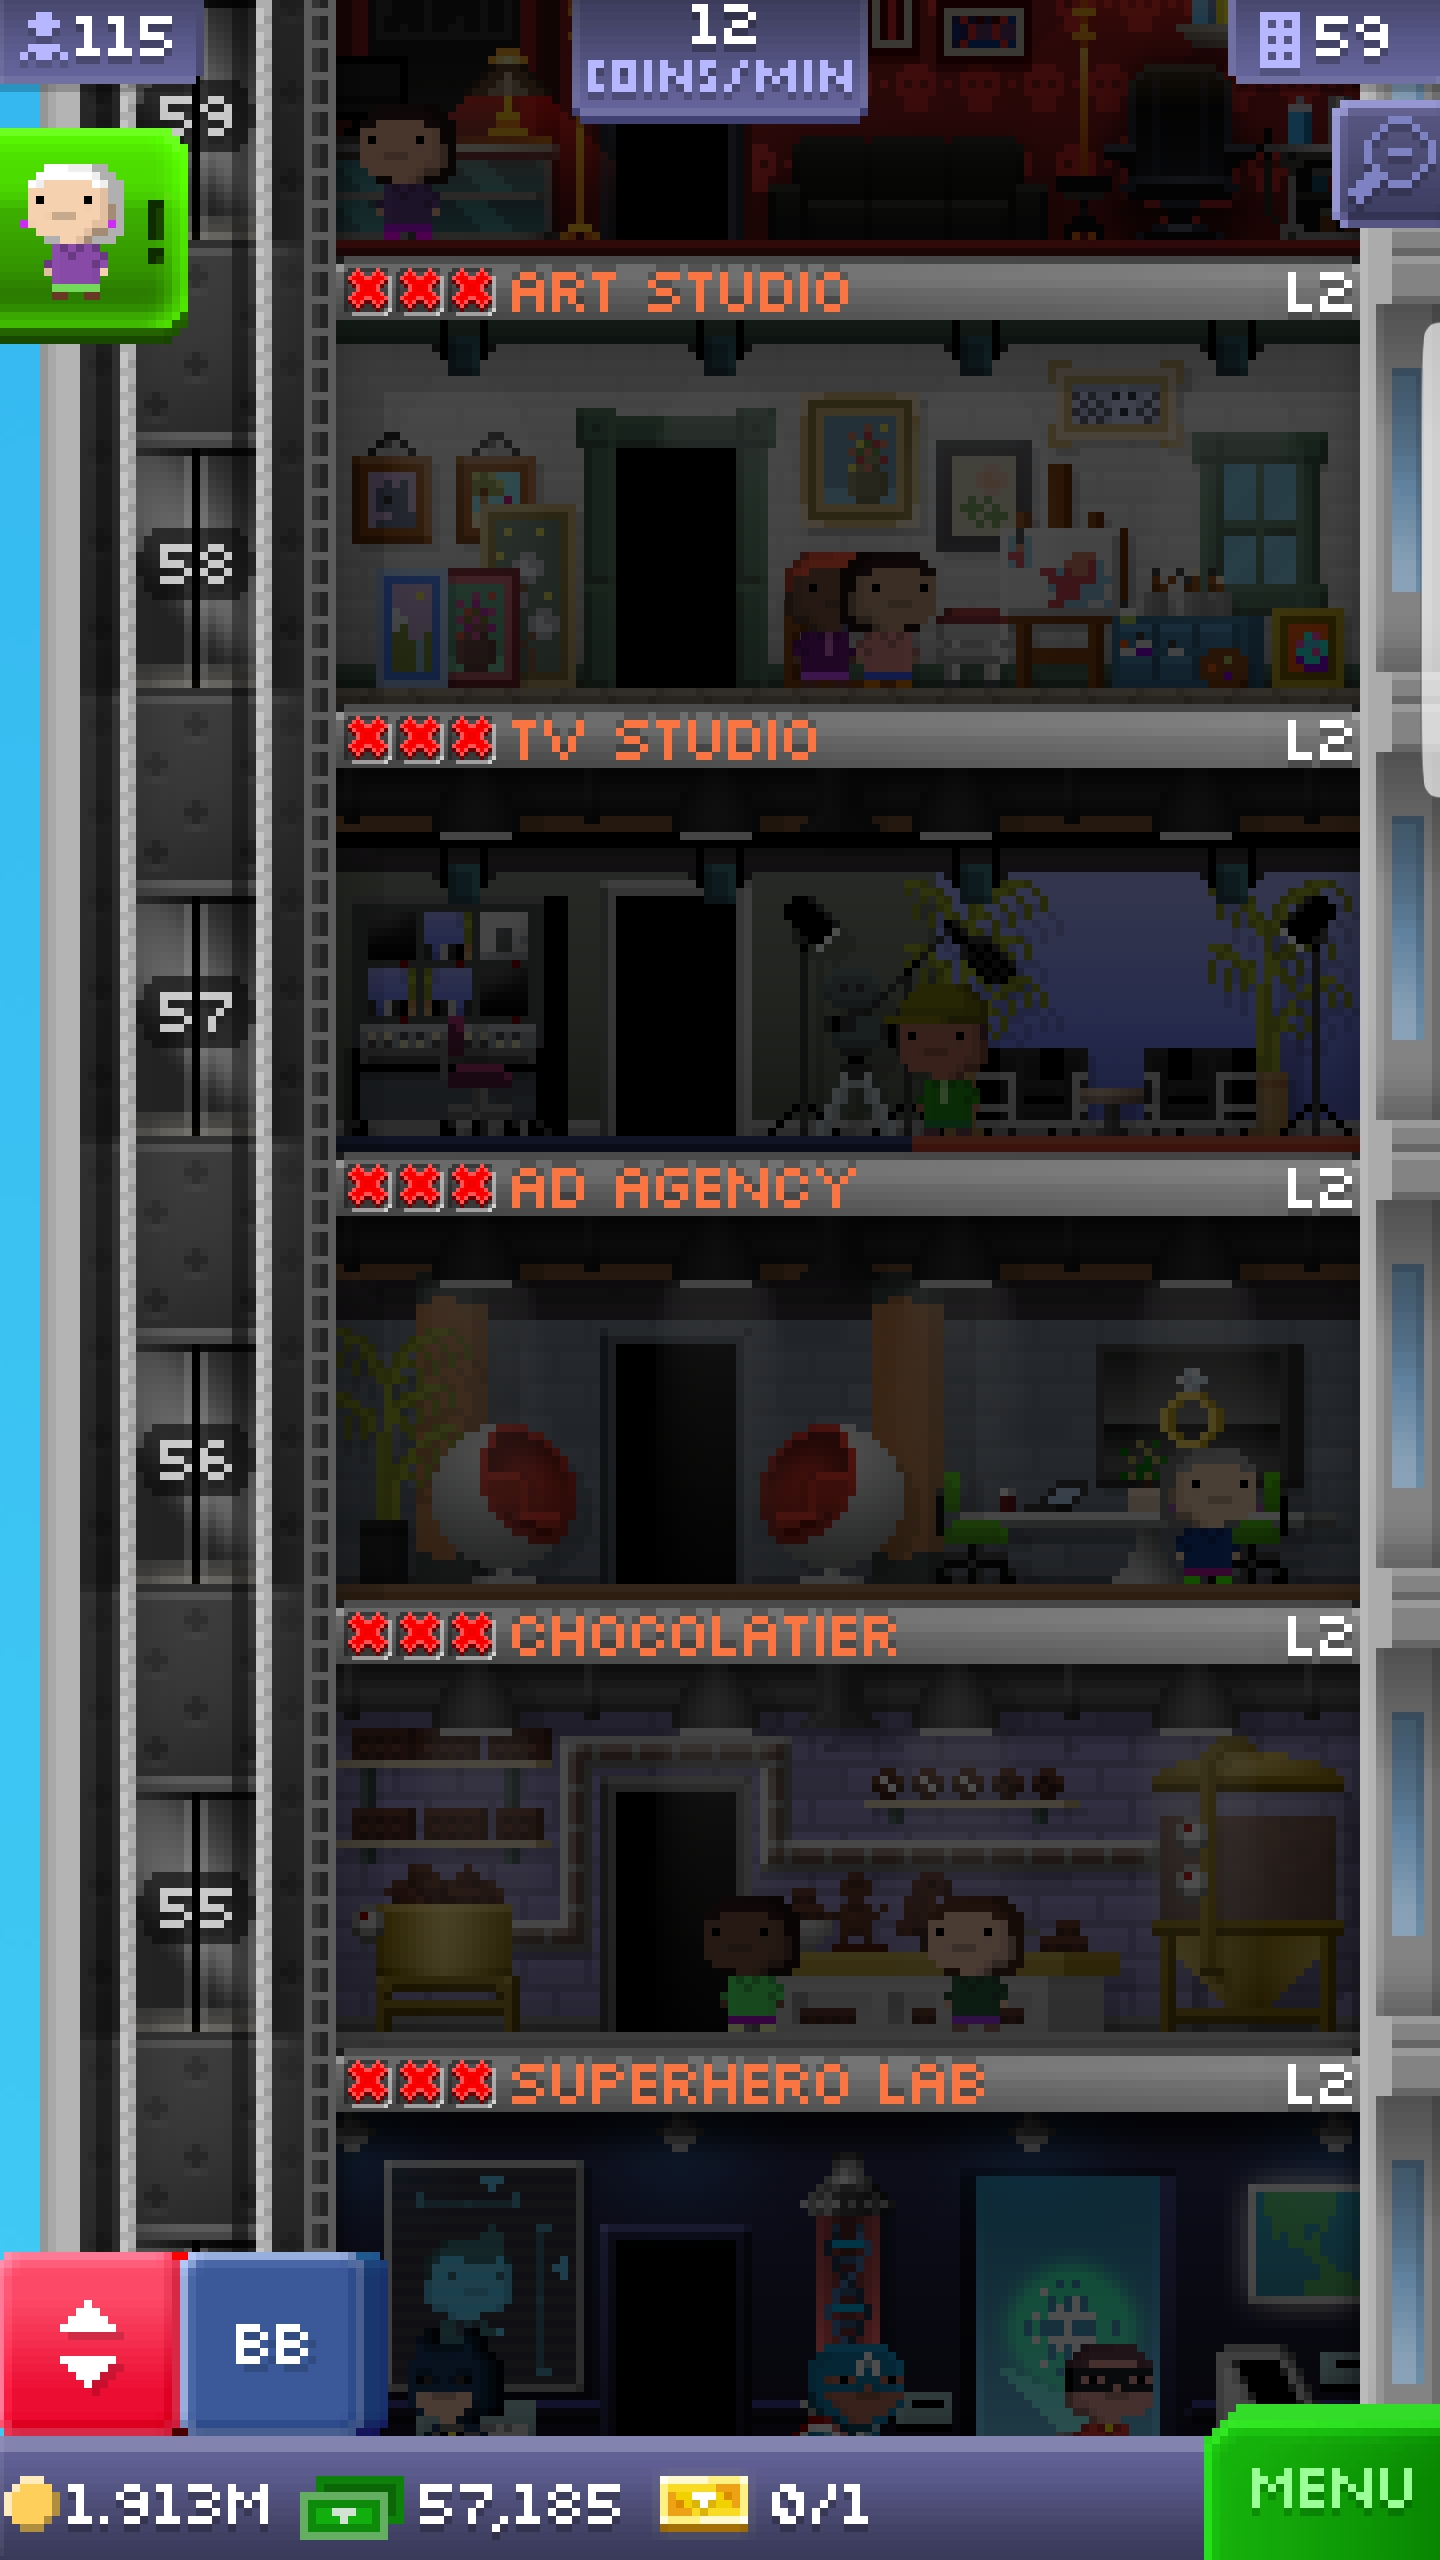 115
12
COINS/MIN
59
59
!
ART STUDIO L2
58
TV STUDIO L2
57
AD AGENCY L2
56
CHOCOLATIER L2
55
SUPERHERO LAB L2
BB
1.913M 57,185 0/1
MENU